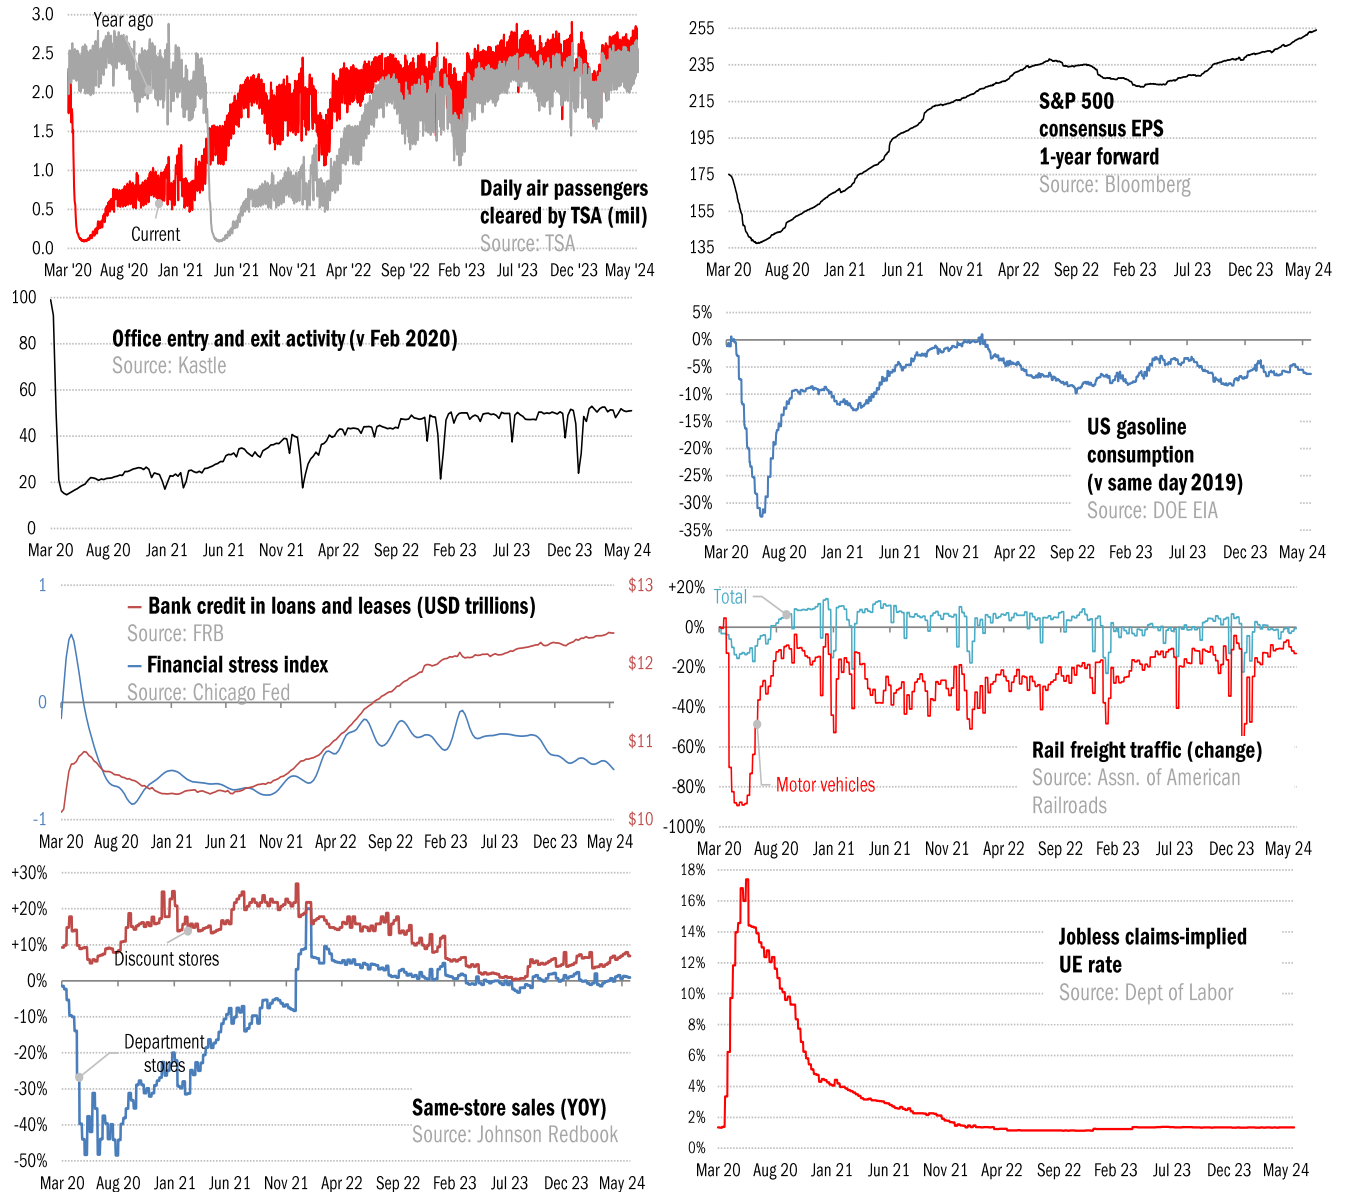 3.0
2.5
2.0
1.5
1.0
0.5
0.0
Year ago
Current
Daily air passengers
cleared by TSA (mil)
Source: TSA
Mar '20 Aug '20 Jan '21 Jun '21 Nov '21 Apr '22 Sep '22 Feb '23 Jul '23 Dec '23 May '24
255
235
215
195
175
155
135
S&P 500
consensus EPS
1-year forward
Source: Bloomberg
Mar 20 Aug 20 Jan 21 Jun 21 Nov 21 Apr 22 Sep 22 Feb 23 Jul 23 Dec 23 May 24
100
80
60
40
20
0
Office entry and exit activity (v Feb 2020)
Source: Kastle
Mar 20 Aug 20 Jan 21 Jun 21 Nov 21 Apr 22 Sep 22 Feb 23 Jul 23 Dec 23 May 24
5%
0%
-5%
-10%
-15%
-20%
-25%
-30%
-35%
US gasoline
consumption
(v same day 2019)
Source: DOE EIA
Mar 20 Aug 20 Jan 21 Jun 21 Nov 21 Apr 22 Sep 22 Feb 23 Jul 23 Dec 23 May 24
1
0
-1
Bank credit in loans and leases (USD trillions)
Source: FRB
Financial stress index
Source: Chicago Fed
$13
$12
$11
$10
Mar 20 Aug 20 Jan 21 Jun 21 Nov 21 Apr 22 Sep 22 Feb 23 Jul 23 Dec 23 May 24
+20%
0%
-20%
-40%
-60%
-80%
-100%
Total
Motor vehicles
Rail freight traffic (change)
Source: Assn. of American
Railroads
Mar 20 Aug 20 Jan 21 Jun 21 Nov 21 Apr 22 Sep 22 Feb 23 Jul 23 Dec 23 May 24
+30%
+20%
+10%
0%
-10%
-20%
-30%
-40%
-50%
Discount stores
Department
stores
Same-store sales (YOY)
Source: Johnson Redbook
Mar 20 Aug 20 Jan 21 Jun 21 Nov 21 Apr 22 Sep 22 Feb 23 Jul 23 Dec 23 May 24
18%
16%
14%
12%
10%
8%
6%
4%
2%
0%
Jobless claims-implied
UE rate
Source: Dept of Labor
Mar 20 Aug 20 Jan 21 Jun 21 Nov 21 Apr 22 Sep 22 Feb 23 Jul 23 Dec 23 May 24